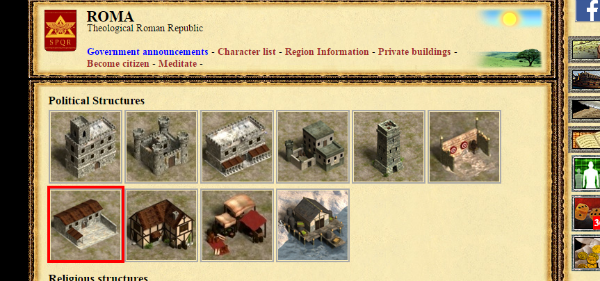 SPQR
ROMA
Theological Roman Republic
Government announcements - Character list - Region Information - Private buildings -
Become citizen - Meditate -
Political Structures
Religious structures